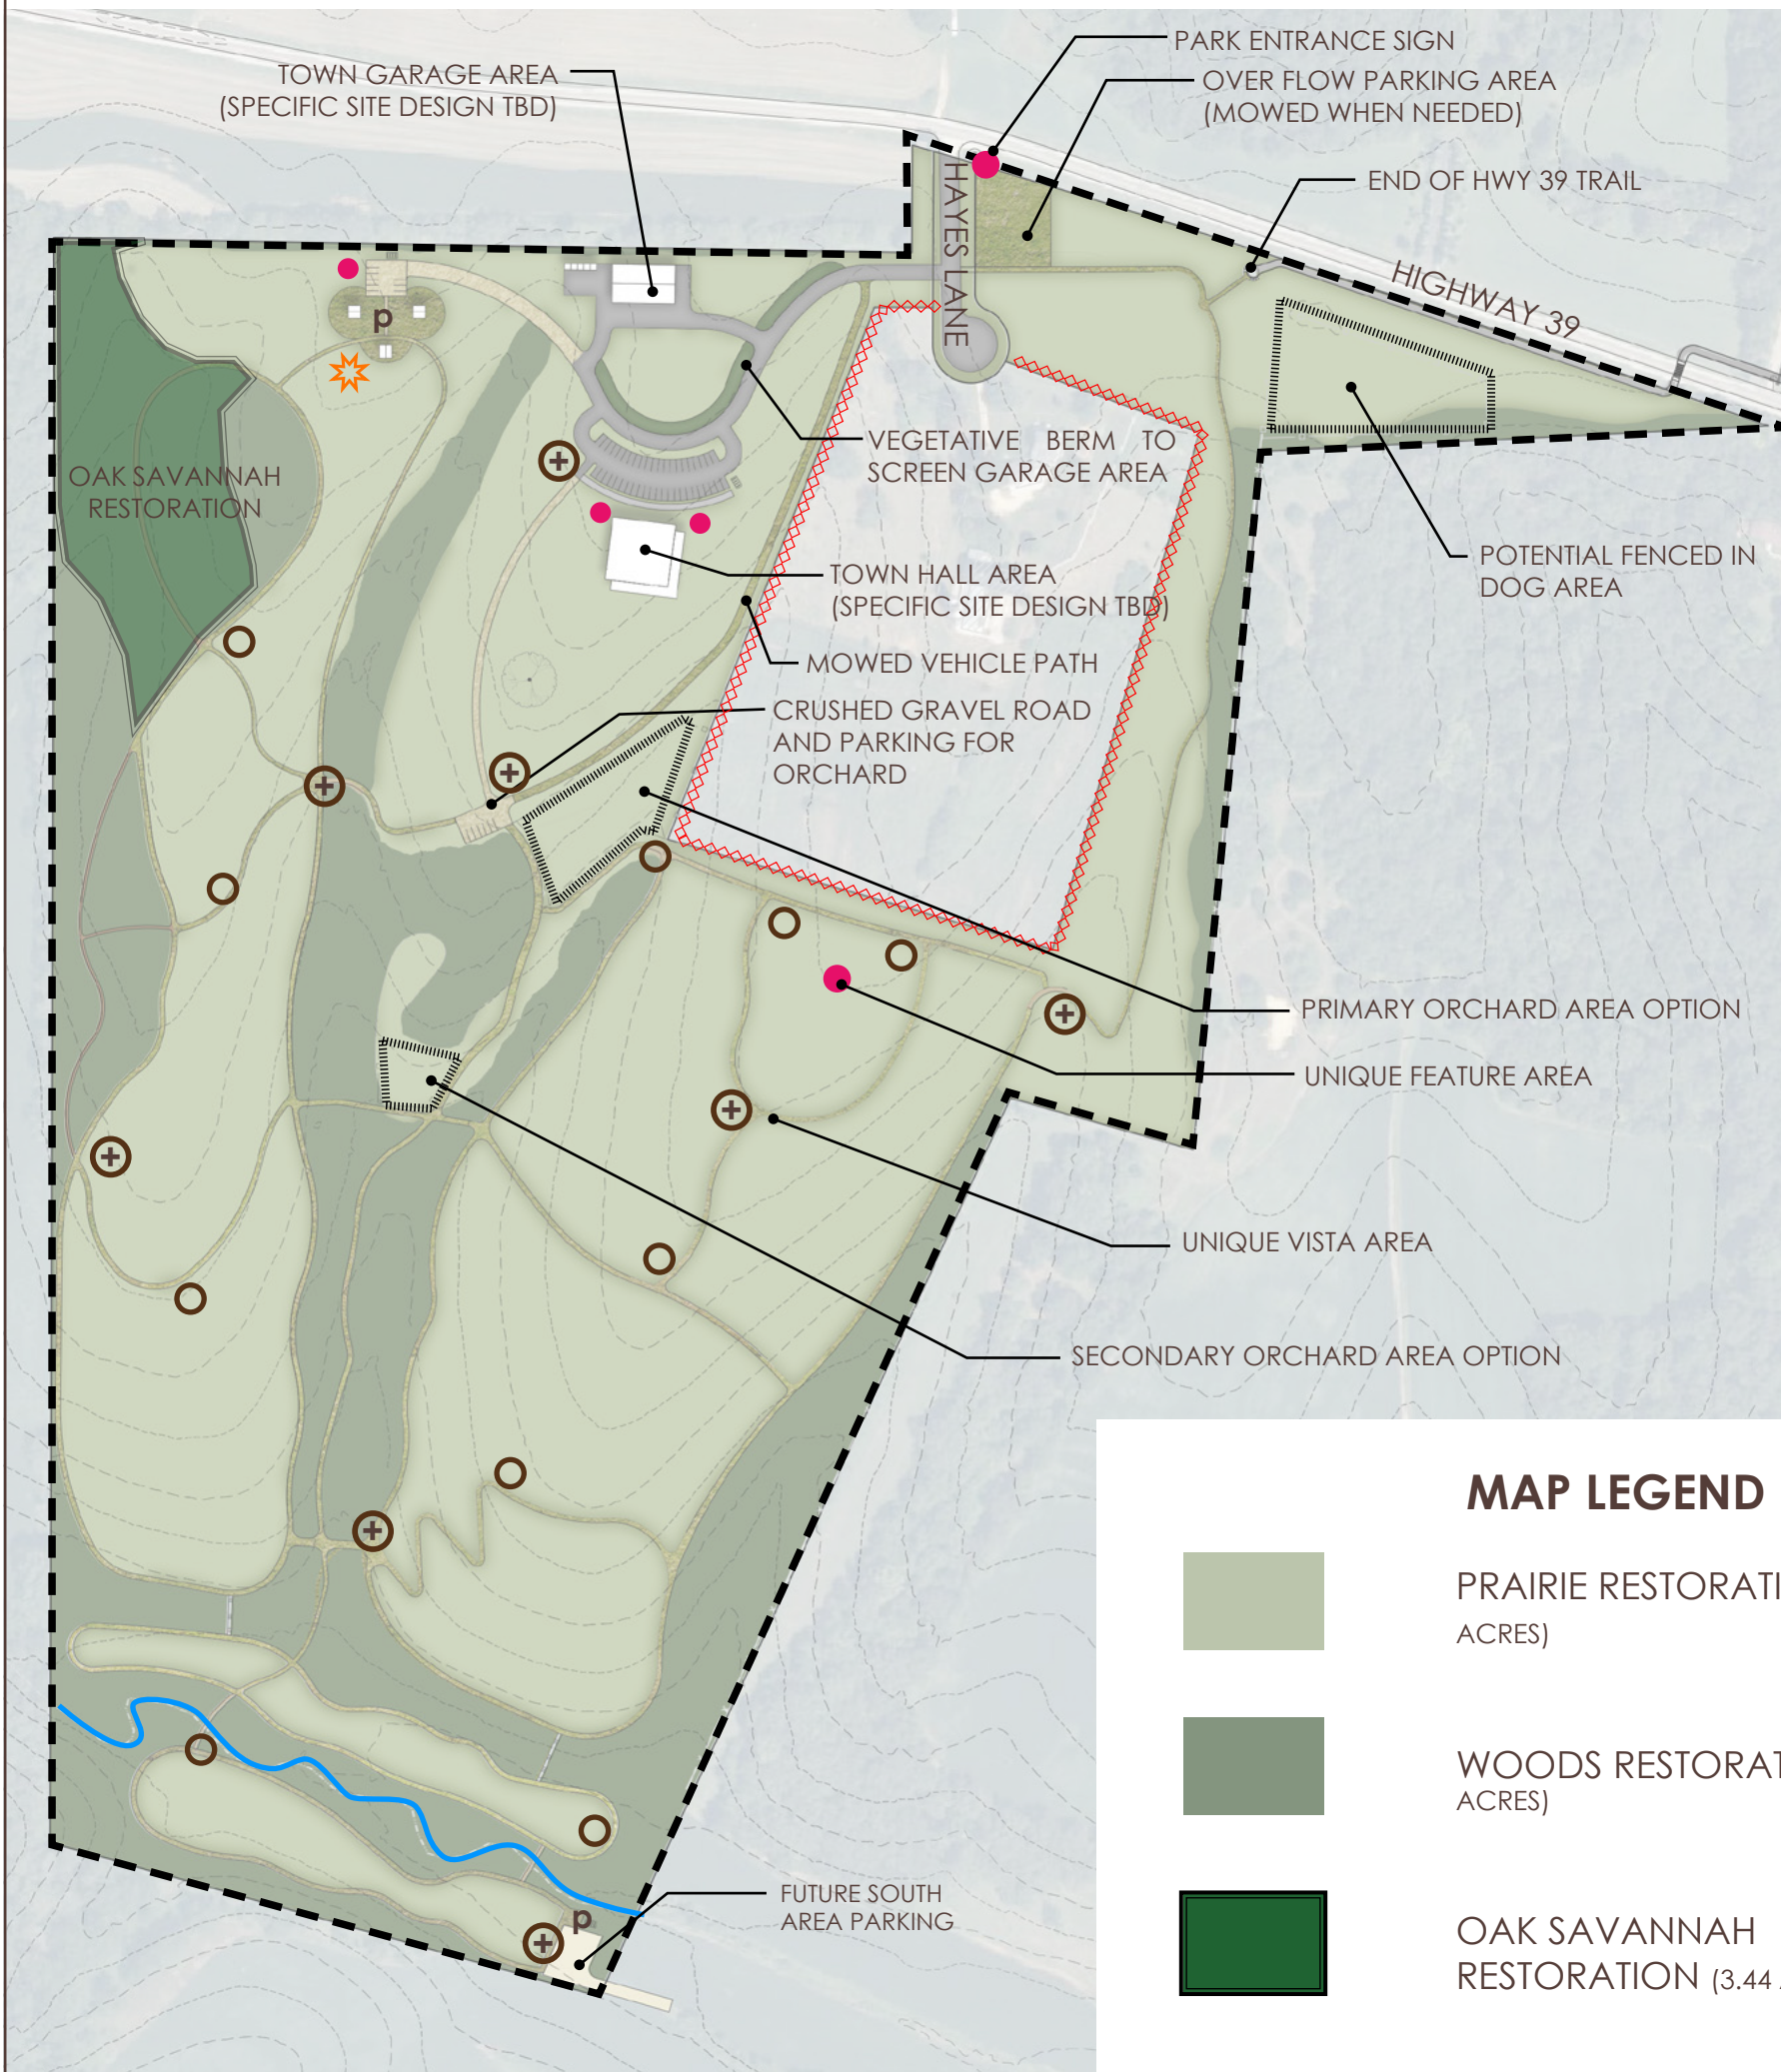 PARK ENTRANCE SIGN
TOWN GARAGE AREA
(SPECIFIC SITE DESIGN TBD)
OVER FLOW PARKING AREA
(MOWED WHEN NEEDED)
HAYES LANE
END OF HWY 39 TRAIL
HIGHWAY 39
p
VEGETATIVE BERM TO
SCREEN GARAGE AREA
OAK SAVANNAH
RESTORATION
POTENTIAL FENCED IN
DOG AREA
TOWN HALL AREA
(SPECIFIC SITE DESIGN TBD)
MOWED VEHICLE PATH
CRUSHED GRAVEL ROAD
AND PARKING FOR
ORCHARD
PRIMARY ORCHARD AREA OPTION
UNIQUE FEATURE AREA
UNIQUE VISTA AREA
SECONDARY ORCHARD AREA OPTION
FUTURE SOUTH
AREA PARKING
p
MAP LEGEND
PRAIRIE RESTORATI
ACRES)
WOODS RESTORAT
ACRES)
OAK SAVANNAH
RESTORATION (3.44